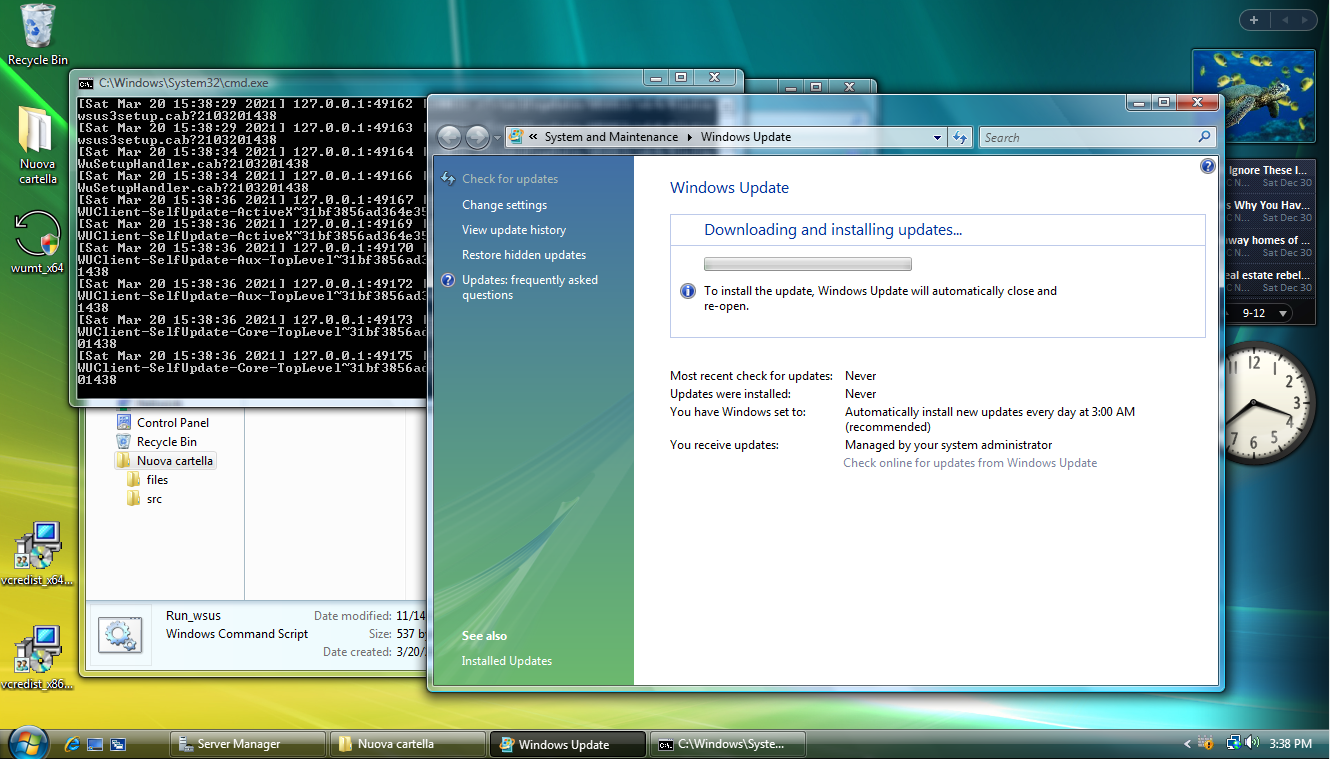 Recycle Bin
Nuova
cartella
wumt_x64
vcredist_x64...
vcredist_x86...
C:\Windows\System32\cmd.exe
[Sat Mar 20 15:38:29 2021] 127.0.0.1:49162
wsus3setup.cab?2103201438
[Sat Mar 20 15:38:29 2021] 127.0.0.1:49163
wsus3setup.cab?2103201438
[Sat Mar 20 15:38:34 2021] 127.0.0.1:49164
WuSetupHandler.cab?2103201438
[Sat Mar 20 15:38:34 2021] 127.0.0.1:49166
WuSetupHandler.cab?2103201438
[Sat Mar 20 15:38:36 2021] 127.0.0.1:49167
WUClient-SelfUpdate-ActiveX~31bf3856ad364e35
[Sat Mar 20 15:38:36 2021] 127.0.0.1:49169
WUClient-SelfUpdate-ActiveX~31bf3856ad364e35
[Sat Mar 20 15:38:36 2021] 127.0.0.1:49170
WUClient-SelfUpdate-Aux-TopLevel~31bf3856ad3
1438
[Sat Mar 20 15:38:36 2021] 127.0.0.1:49172
WUClient-SelfUpdate-Aux-TopLevel~31bf3856ad3
1438
[Sat Mar 20 15:38:36 2021] 127.0.0.1:49173
WUClient-SelfUpdate-Core-TopLevel~31bf3856ad
01438
[Sat Mar 20 15:38:36 2021] 127.0.0.1:49175
WUClient-SelfUpdate-Core-TopLevel~31bf3856ad
01438
Control Panel
Recycle Bin
Nuova cartella
files
src
Run_wsus
Windows Command Script
Date modified: 11/14
Size: 537 b
Date created: 3/20/
« System and Maintenance Windows Update
Search
Check for updates
Change settings
View update history
Restore hidden updates
Updates: frequently asked
questions
See also
Installed Updates
Windows Update
Downloading and installing updates...
To install the update, Windows Update will automatically close and
re-open.
Most recent check for updates: Never
Updates were installed: Never
You have Windows set to: Automatically install new updates every day at 3:00 AM
(recommended)
You receive updates: Managed by your system administrator
Check online for updates from Windows Update
Ignore These I...
C N... Sat Dec 30
s Why You Hav...
C N... Sat Dec 30
way homes of ...
C N... Sat Dec 30
eal estate rebel...
C N... Sat Dec 30
9-12
11 12 1 2 3 4 5 6 7
Server Manager
Nuova cartella
Windows Update
C:\Windows\Syste...
3:38 PM